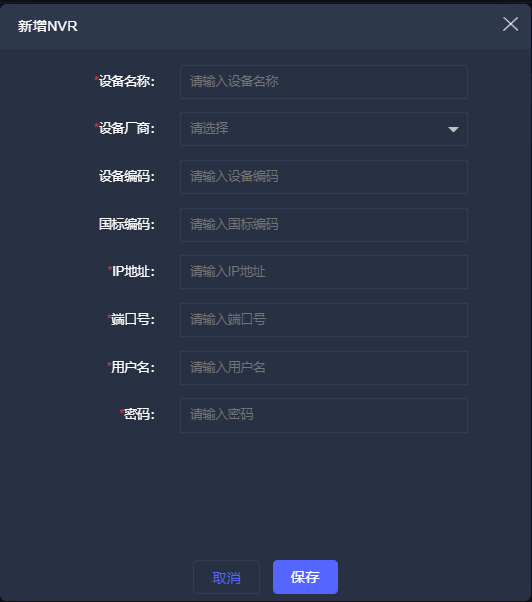 新增NVR
*设备名称: 请输入设备名称
*设备厂商: 请选择
设备编码: 请输入设备编码
国标编码: 请输入国标编码
*IP地址: 请输入IP地址
*端口号: 请输入端口号
*用户名: 请输入用户名
*密码: 请输入密码
取消 保存